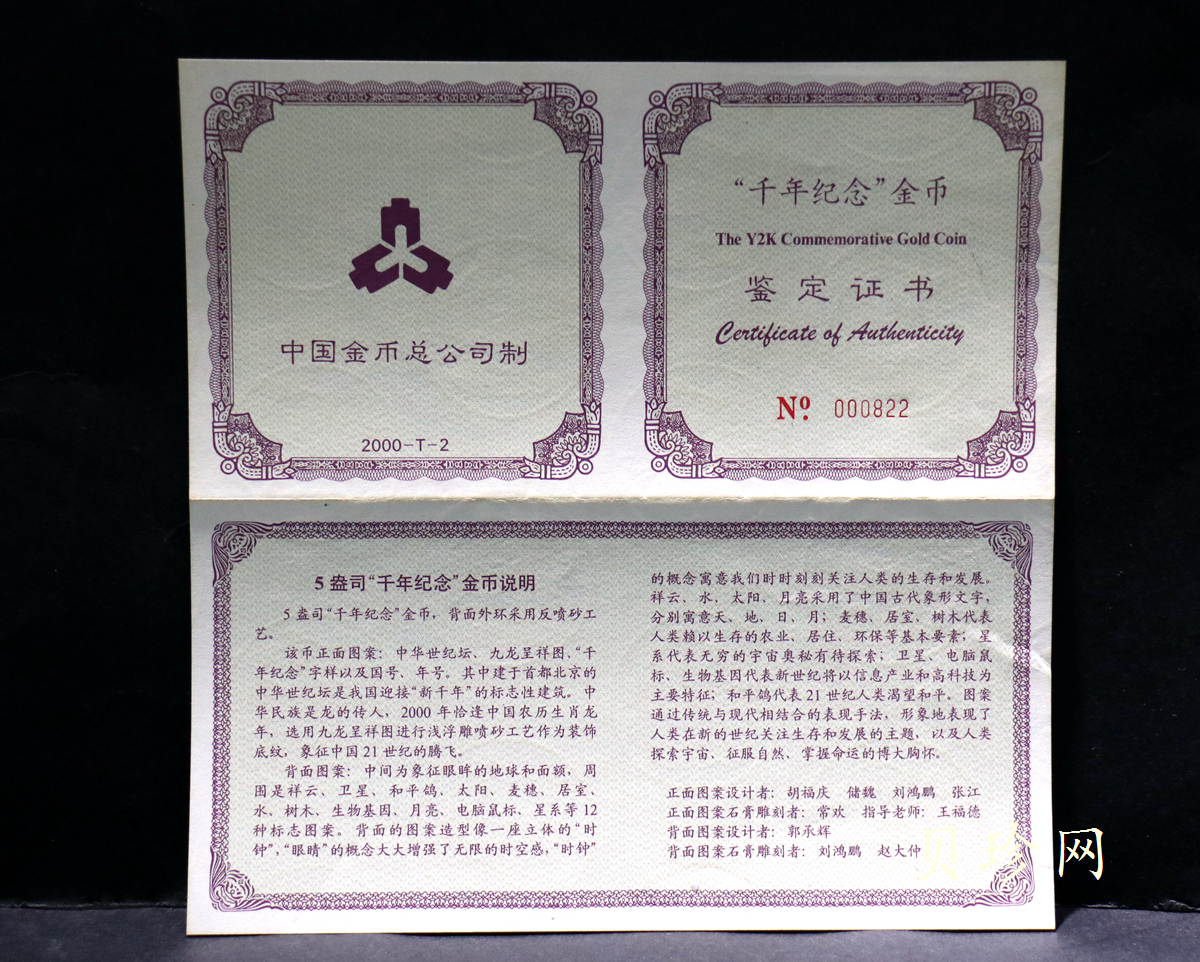 中国金币总公司制
2000-T-2
“千年纪念”金币
The Y2K Commemorative Gold Coin
鉴定证书
Certificate of Authenticity
Nº 000822
5盎司“千年纪念”金币说明
5盎司“千年纪念”金币，背面外环采用反喷砂工
艺。
该币正面图案：中华世纪坛、九龙呈祥图、“千
年纪念”字样以及国号、年号。其中建于首都北京的
中华世纪坛是我国迎接“新千年”的标志性建筑。中
华民族是龙的传人，2000年恰逢中国农历生肖龙
年，选用九龙呈祥图进行浅浮雕喷砂工艺作为装饰
底纹，象征中国21世纪的腾飞。
背面图案：中间为象征眼眸的地球和面额，周
围是祥云、卫星、和平鸽、太阳、麦穗、居室、
水、树木、生物基因、月亮、电脑鼠标、星系等12
种标志图案。背面的图案造型像一座立体的“时
钟”，“眼睛”的概念大大增强了无限的时空感，“时钟”
的概念寓意我们时时刻刻关注人类的生存和发展。
祥云、水、太阳、月亮采用了中国古代象形文字，
分别寓意天、地、日、月；麦穗、居室、树木代表
人类赖以生存的农业、居住、环保等基本要素；星
系代表无穷的宇宙奥秘有待探索；卫星、电脑鼠
标、生物基因代表新世纪将以信息产业和高科技为
主要特征；和平鸽代表21世纪人类渴望和平。图案
通过传统与现代相结合的表现手法，形象地表现了
人类在新的世纪关注生存和发展的主题，以及人类
探索宇宙、征服自然、掌握命运的博大胸怀。
正面图案设计者：胡福庆 储巍 刘鸿鹏 张江
正面图案石膏雕刻者：常欢 指导老师：王福德
背面图案设计者：郭承辉
背面图案石膏雕刻者：刘鸿鹏 赵大仲
贝珍网